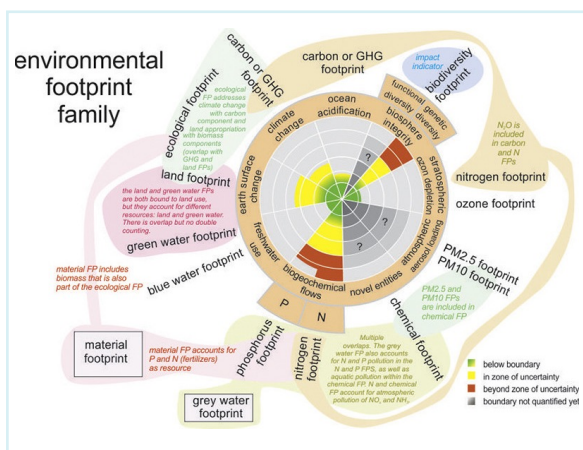 environmental
footprint
family
carbon or GHG
footprint
carbon or GHG
footprint
impact
indicator
biodiversity
footprint
ecological footprint
ecological
FP addresses
climate change
with carbon
component and land
appropriation
with biomass
components
(overlap with
GHG and
land FPs)
land footprint
the land and green water FPs
are both bound to land use,
but they account for different
resources: land and green water.
There is overlap but no double
counting.
green water footprint
blue water footprint
material FP includes
biomass that is also
part of the ecological FP
material
footprint
material FP accounts for
P and N (fertilizers)
as resource
grey water
footprint
phosphorus
footprint
nitrogen
footprint
Multiple
overlaps. The grey
water FP also accounts
for N and P pollution in the
N and P FPS, as well as
aquatic pollution within the
chemical FP. N and chemical
FP account for atmospheric
pollution of NOx and NH3.
chemical footprint
PM2.5 and
PM10 FPs
are included in
chemical FP
PM2.5 footprint
PM10 footprint
ozone footprint
nitrogen footprint
N2O is
included in
carbon and N
FPs
climate
change
ocean
acidification
functional genetic
diversity diversity
biosphere
integrity
stratospheric
ozon depletion
atmospheric
aerosol loading
novel entities
biogeochemical
flows
P
N
freshwater
use
earth surface
change
?
?
?
below boundary
in zone of uncertainty
beyond zone of uncertainty
boundary not quantified yet